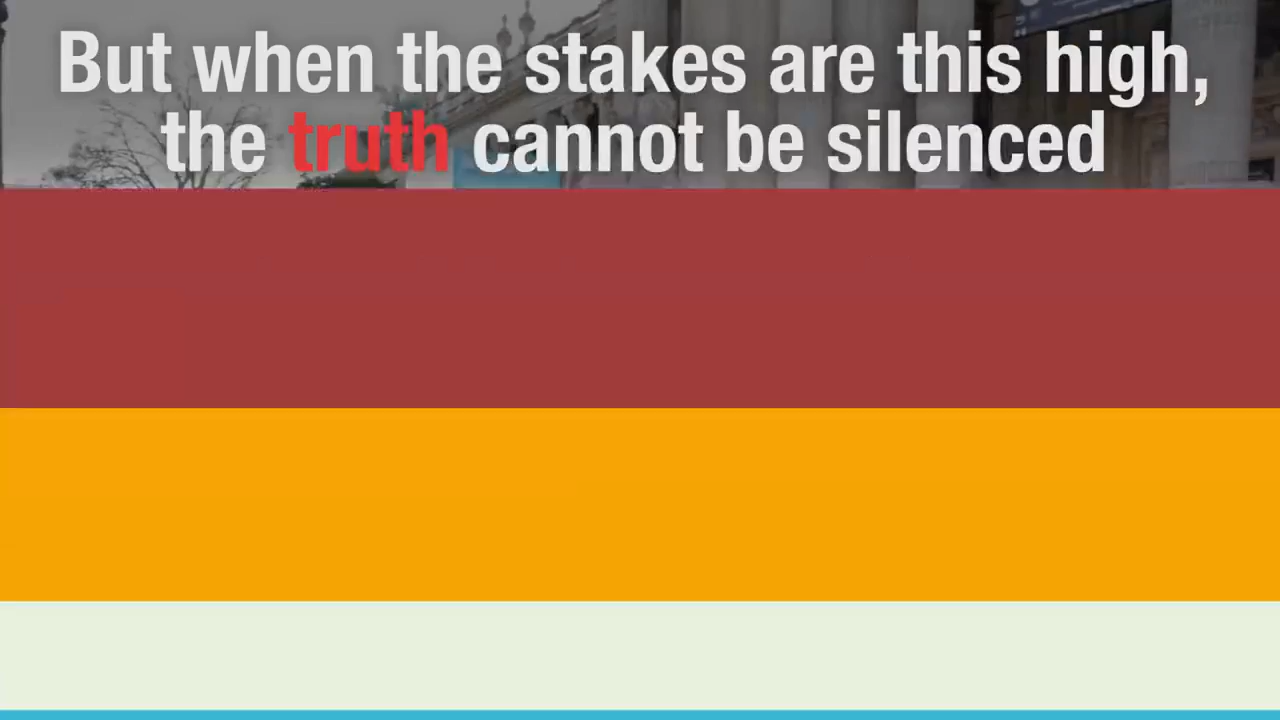 But when the stakes are this high,
the truth cannot be silenced